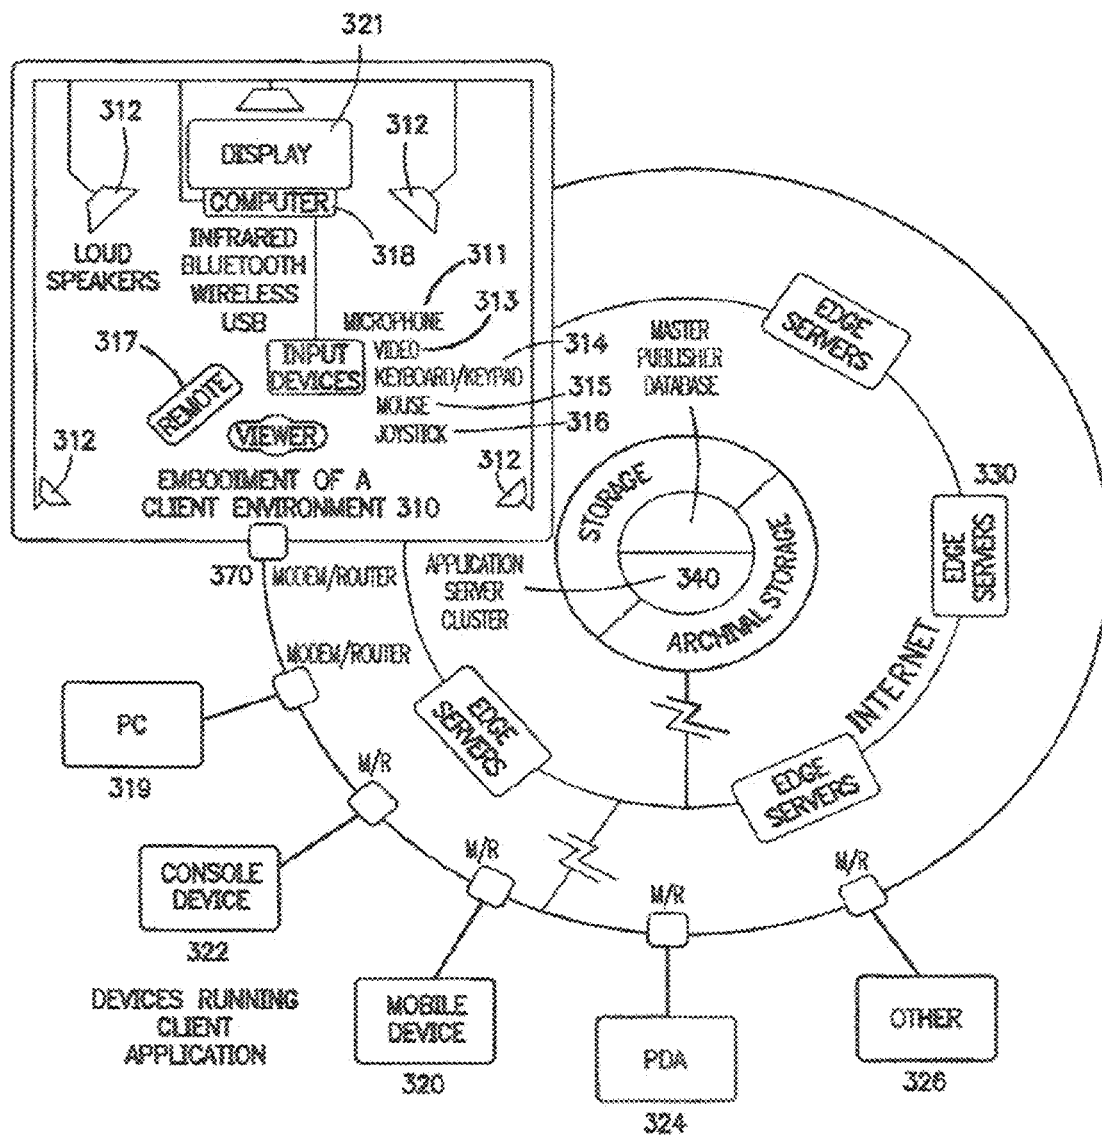 321
312
312
DISPLAY
COMPUTER
318
LOUD
SPEAKERS
INFRARED
BLUETOOTH
WIRELESS
USB
311
MICROPHONE
313
317
INPUT
DEVICES
VIDEO
314
KEYBOARD/KEYPAD
REMOTE
MOUSE
315
VIEWER
JOYSTICK
316
312
312
EMBODIMENT OF A
CLIENT ENVIRONMENT 310
MASTER
PUBLISHER
DATABASE
EDGE
SERVERS
330
EDGE
SERVERS
STORAGE
340
ARCHIVAL STORAGE
APPLICATION
SERVER
CLUSTER
INTERNET
370
MODEM/ROUTER
MODEM/ROUTER
EDGE
SERVERS
EDGE
SERVERS
PC
319
M/R
CONSOLE
DEVICE
322
M/R
M/R
M/R
DEVICES RUNNING
CLIENT
APPLICATION
MOBILE
DEVICE
320
PDA
324
OTHER
326